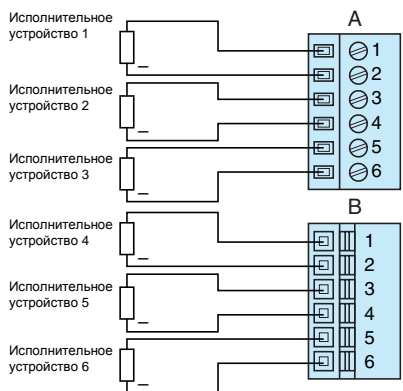 Исполнительное
устройство 1
Исполнительное
устройство 2
Исполнительное
устройство 3
Исполнительное
устройство 4
Исполнительное
устройство 5
Исполнительное
устройство 6
A
1
2
3
4
5
6
B
1
2
3
4
5
6